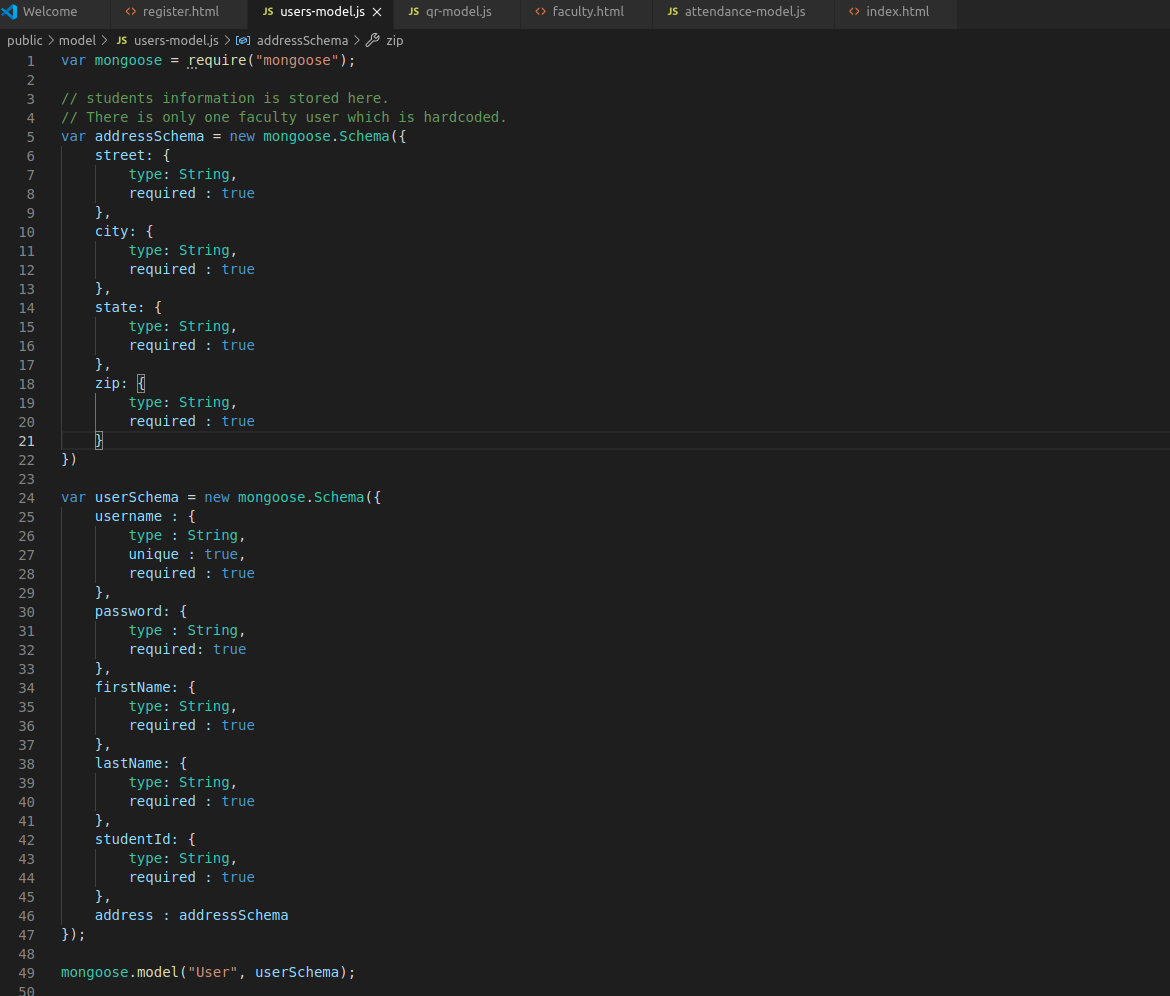 Welcome register.html JS users-model.js JS qr-model.js faculty.html JS attendance-model.js index.html
public model JS users-model.js addressSchema zip
1 var mongoose = require("mongoose");
2
3 // students information is stored here.
4 // There is only one faculty user which is hardcoded.
5 var addressSchema = new mongoose.Schema({
6 street: {
7 type: String,
8 required : true
9 },
10 city: {
11 type: String,
12 required : true
13 },
14 state: {
15 type: String,
16 required : true
17 },
18 zip: {
19 type: String,
20 required : true
21 }
22 })
23
24 var userSchema = new mongoose.Schema({
25 username : {
26 type : String,
27 unique : true,
28 required : true
29 },
30 password: {
31 type : String,
32 required: true
33 },
34 firstName: {
35 type: String,
36 required : true
37 },
38 lastName: {
39 type: String,
40 required : true
41 },
42 studentId: {
43 type: String,
44 required : true
45 },
46 address : addressSchema
47 });
48
49 mongoose.model("User", userSchema);
50